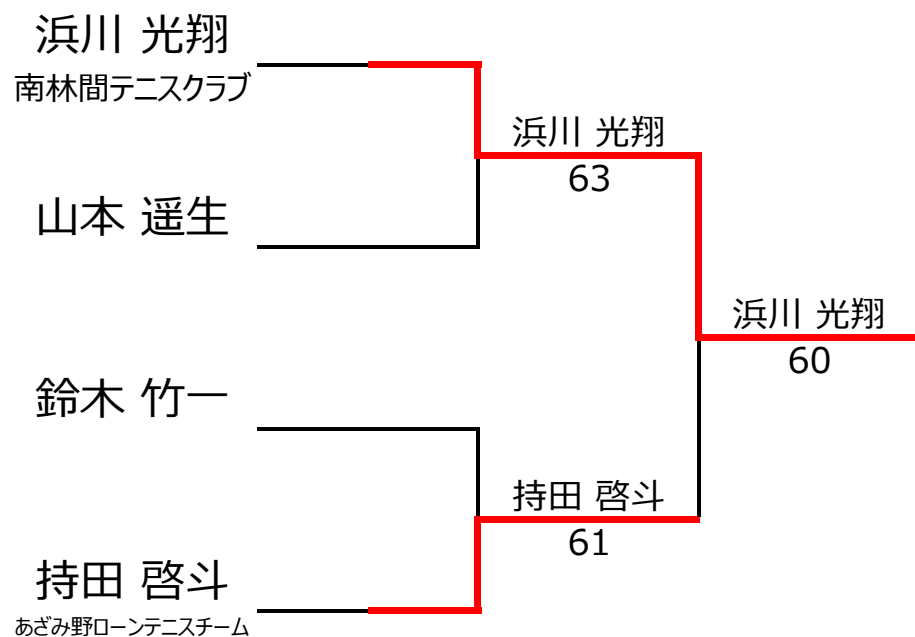 浜川 光翔
南林間テニスクラブ
浜川 光翔
63
山本 遥生
浜川 光翔
60
鈴木 竹一
持田 啓斗
61
持田 啓斗
あざみ野ローンテニスチーム